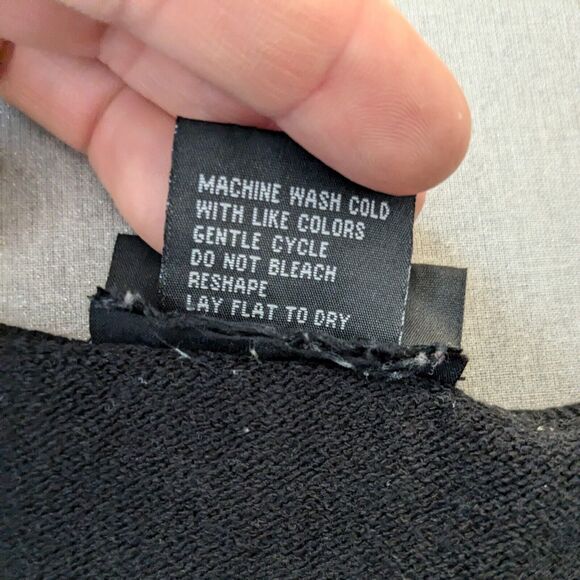 MACHINE WASH COLD
WITH LIKE COLORS
GENTLE CYCLE
DO NOT BLEACH
RESHAPE
LAY FLAT TO DRY